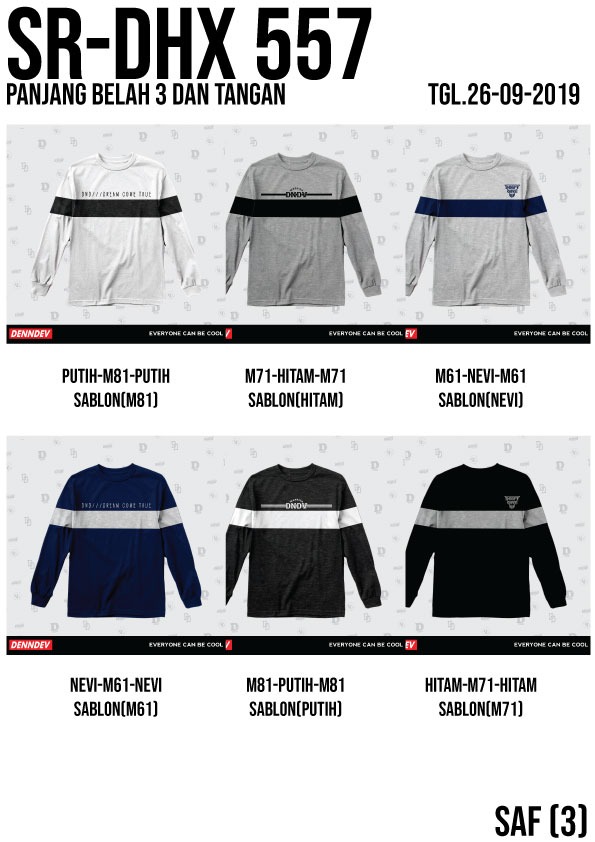 SR-DHX 557
PANJANG BELAH 3 DAN TANGAN
TGL.26-09-2019
DND///DREAM COME TRUE
DNDV
DENNDEV
EVERYONE CAN BE COOL
EVERYONE CAN BE COOL
EV
EVERYONE CAN BE COOL
PUTIH-M81-PUTIH
SABLON(M81)
M71-HITAM-M71
SABLON(HITAM)
M61-NEVI-M61
SABLON(NEVI)
DND///DREAM COME TRUE
DNDV
DENNDEV
EVERYONE CAN BE COOL
EVERYONE CAN BE COOL
EV
EVERYONE CAN BE COOL
NEVI-M61-NEVI
SABLON(M61)
M81-PUTIH-M81
SABLON(PUTIH)
HITAM-M71-HITAM
SABLON(M71)
SAF (3)